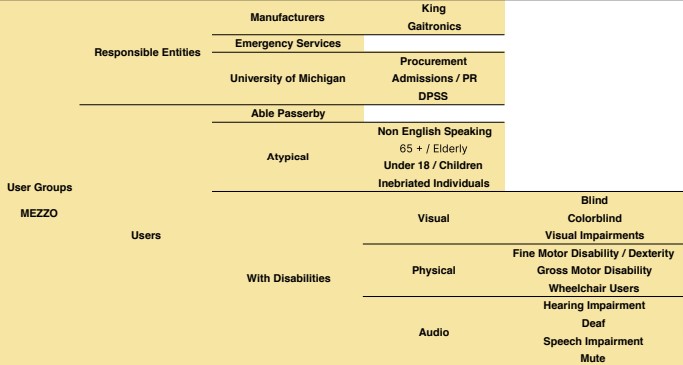 User Groups
MEZZO
Responsible Entities
Manufacturers
King
Gaitronics
Emergency Services
University of Michigan
Procurement
Admissions / PR
DPSS
Users
Able Passerby
Atypical
Non English Speaking
65 + / Elderly
Under 18 / Children
Inebriated Individuals
With Disabilities
Visual
Blind
Colorblind
Visual Impairments
Physical
Fine Motor Disability / Dexterity
Gross Motor Disability
Wheelchair Users
Audio
Hearing Impairment
Deaf
Speech Impairment
Mute